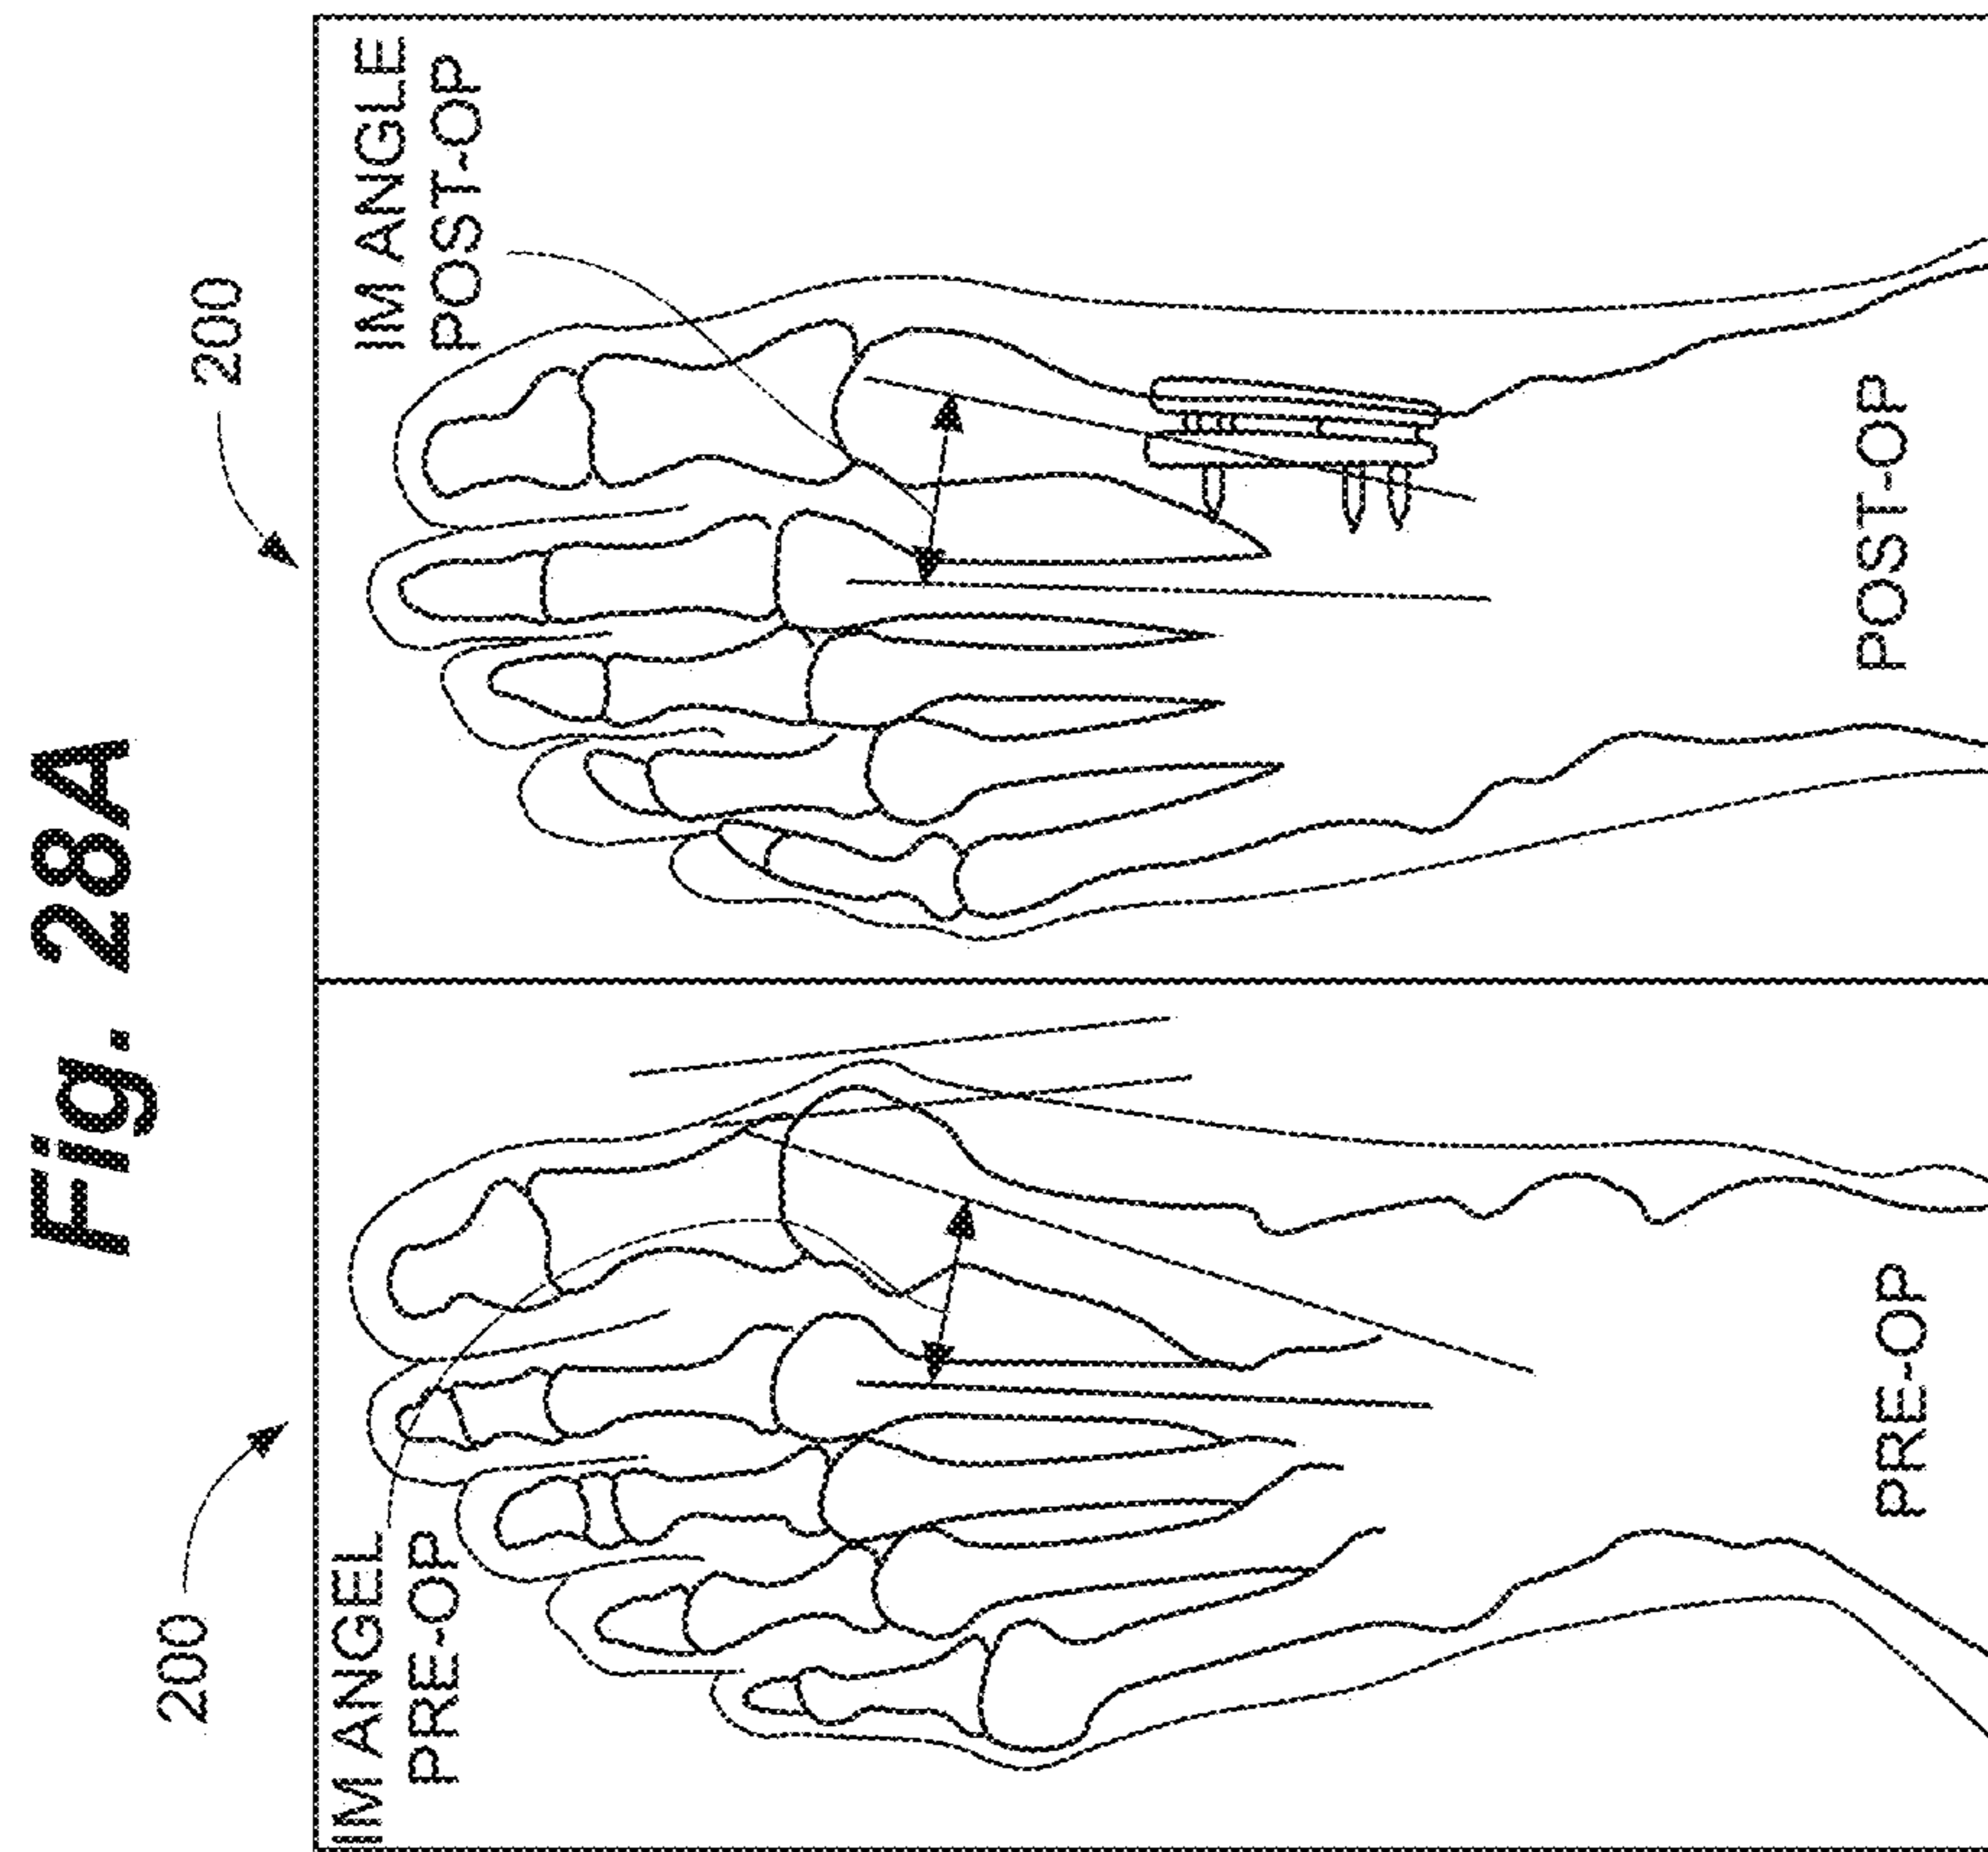 Fig. 28A
200
200
IM ANGEL
PRE-OP
IM ANGLE
POST-OP
PRE-OP
POST-OP